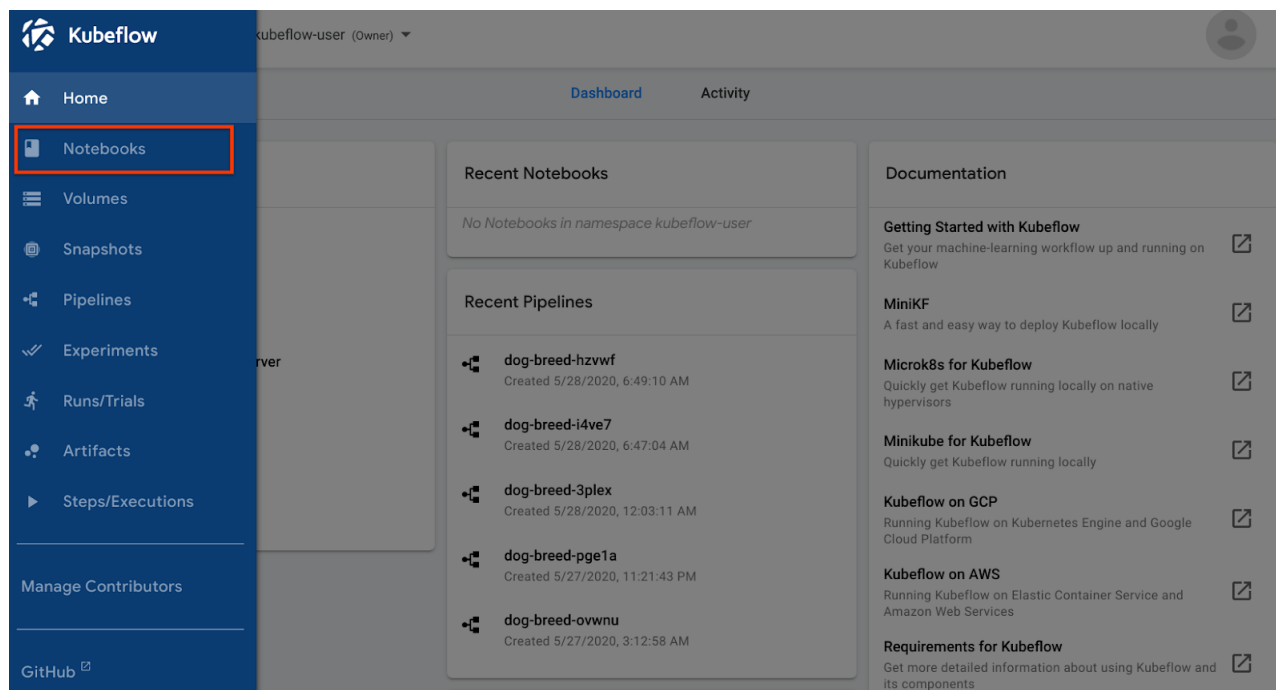 Kubeflow
Home
Notebooks
Volumes
Snapshots
Pipelines
Experiments
Runs/Trials
Artifacts
Steps/Executions
Manage Contributors
GitHub
kubeflow-user (Owner)
Dashboard
Activity
rver
Recent Notebooks
No Notebooks in namespace kubeflow-user
Recent Pipelines
dog-breed-hzvwf
Created 5/28/2020, 6:49:10 AM
dog-breed-i4ve7
Created 5/28/2020, 6:47:04 AM
dog-breed-3plex
Created 5/28/2020, 12:03:11 AM
dog-breed-pge1a
Created 5/27/2020, 11:21:43 PM
dog-breed-ovwnu
Created 5/27/2020, 3:12:58 AM
Documentation
Getting Started with Kubeflow
Get your machine-learning workflow up and running on
Kubeflow
MiniKF
A fast and easy way to deploy Kubeflow locally
Microk8s for Kubeflow
Quickly get Kubeflow running locally on native
hypervisors
Minikube for Kubeflow
Quickly get Kubeflow running locally
Kubeflow on GCP
Running Kubeflow on Kubernetes Engine and Google
Cloud Platform
Kubeflow on AWS
Running Kubeflow on Elastic Container Service and
Amazon Web Services
Requirements for Kubeflow
Get more detailed information about using Kubeflow and
its components